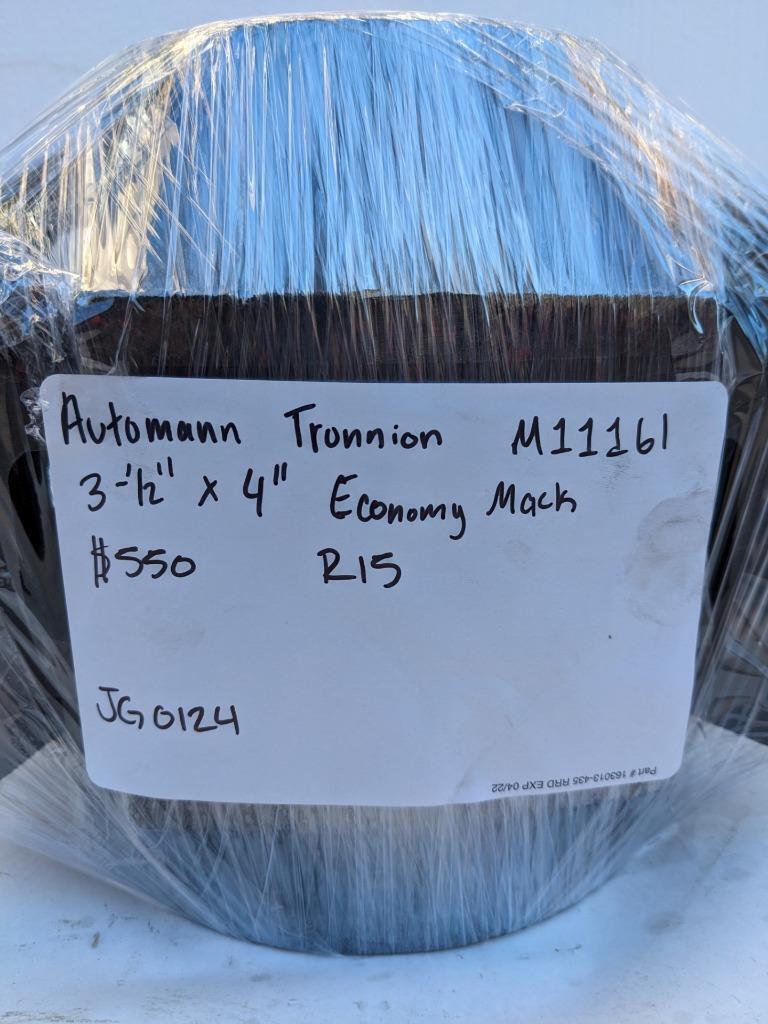 Automann Tronnion M11161
3-1/2" x 4" Economy Mack
$550 R15
JG0124
Part # 163013-435 RRD EXP 04/22